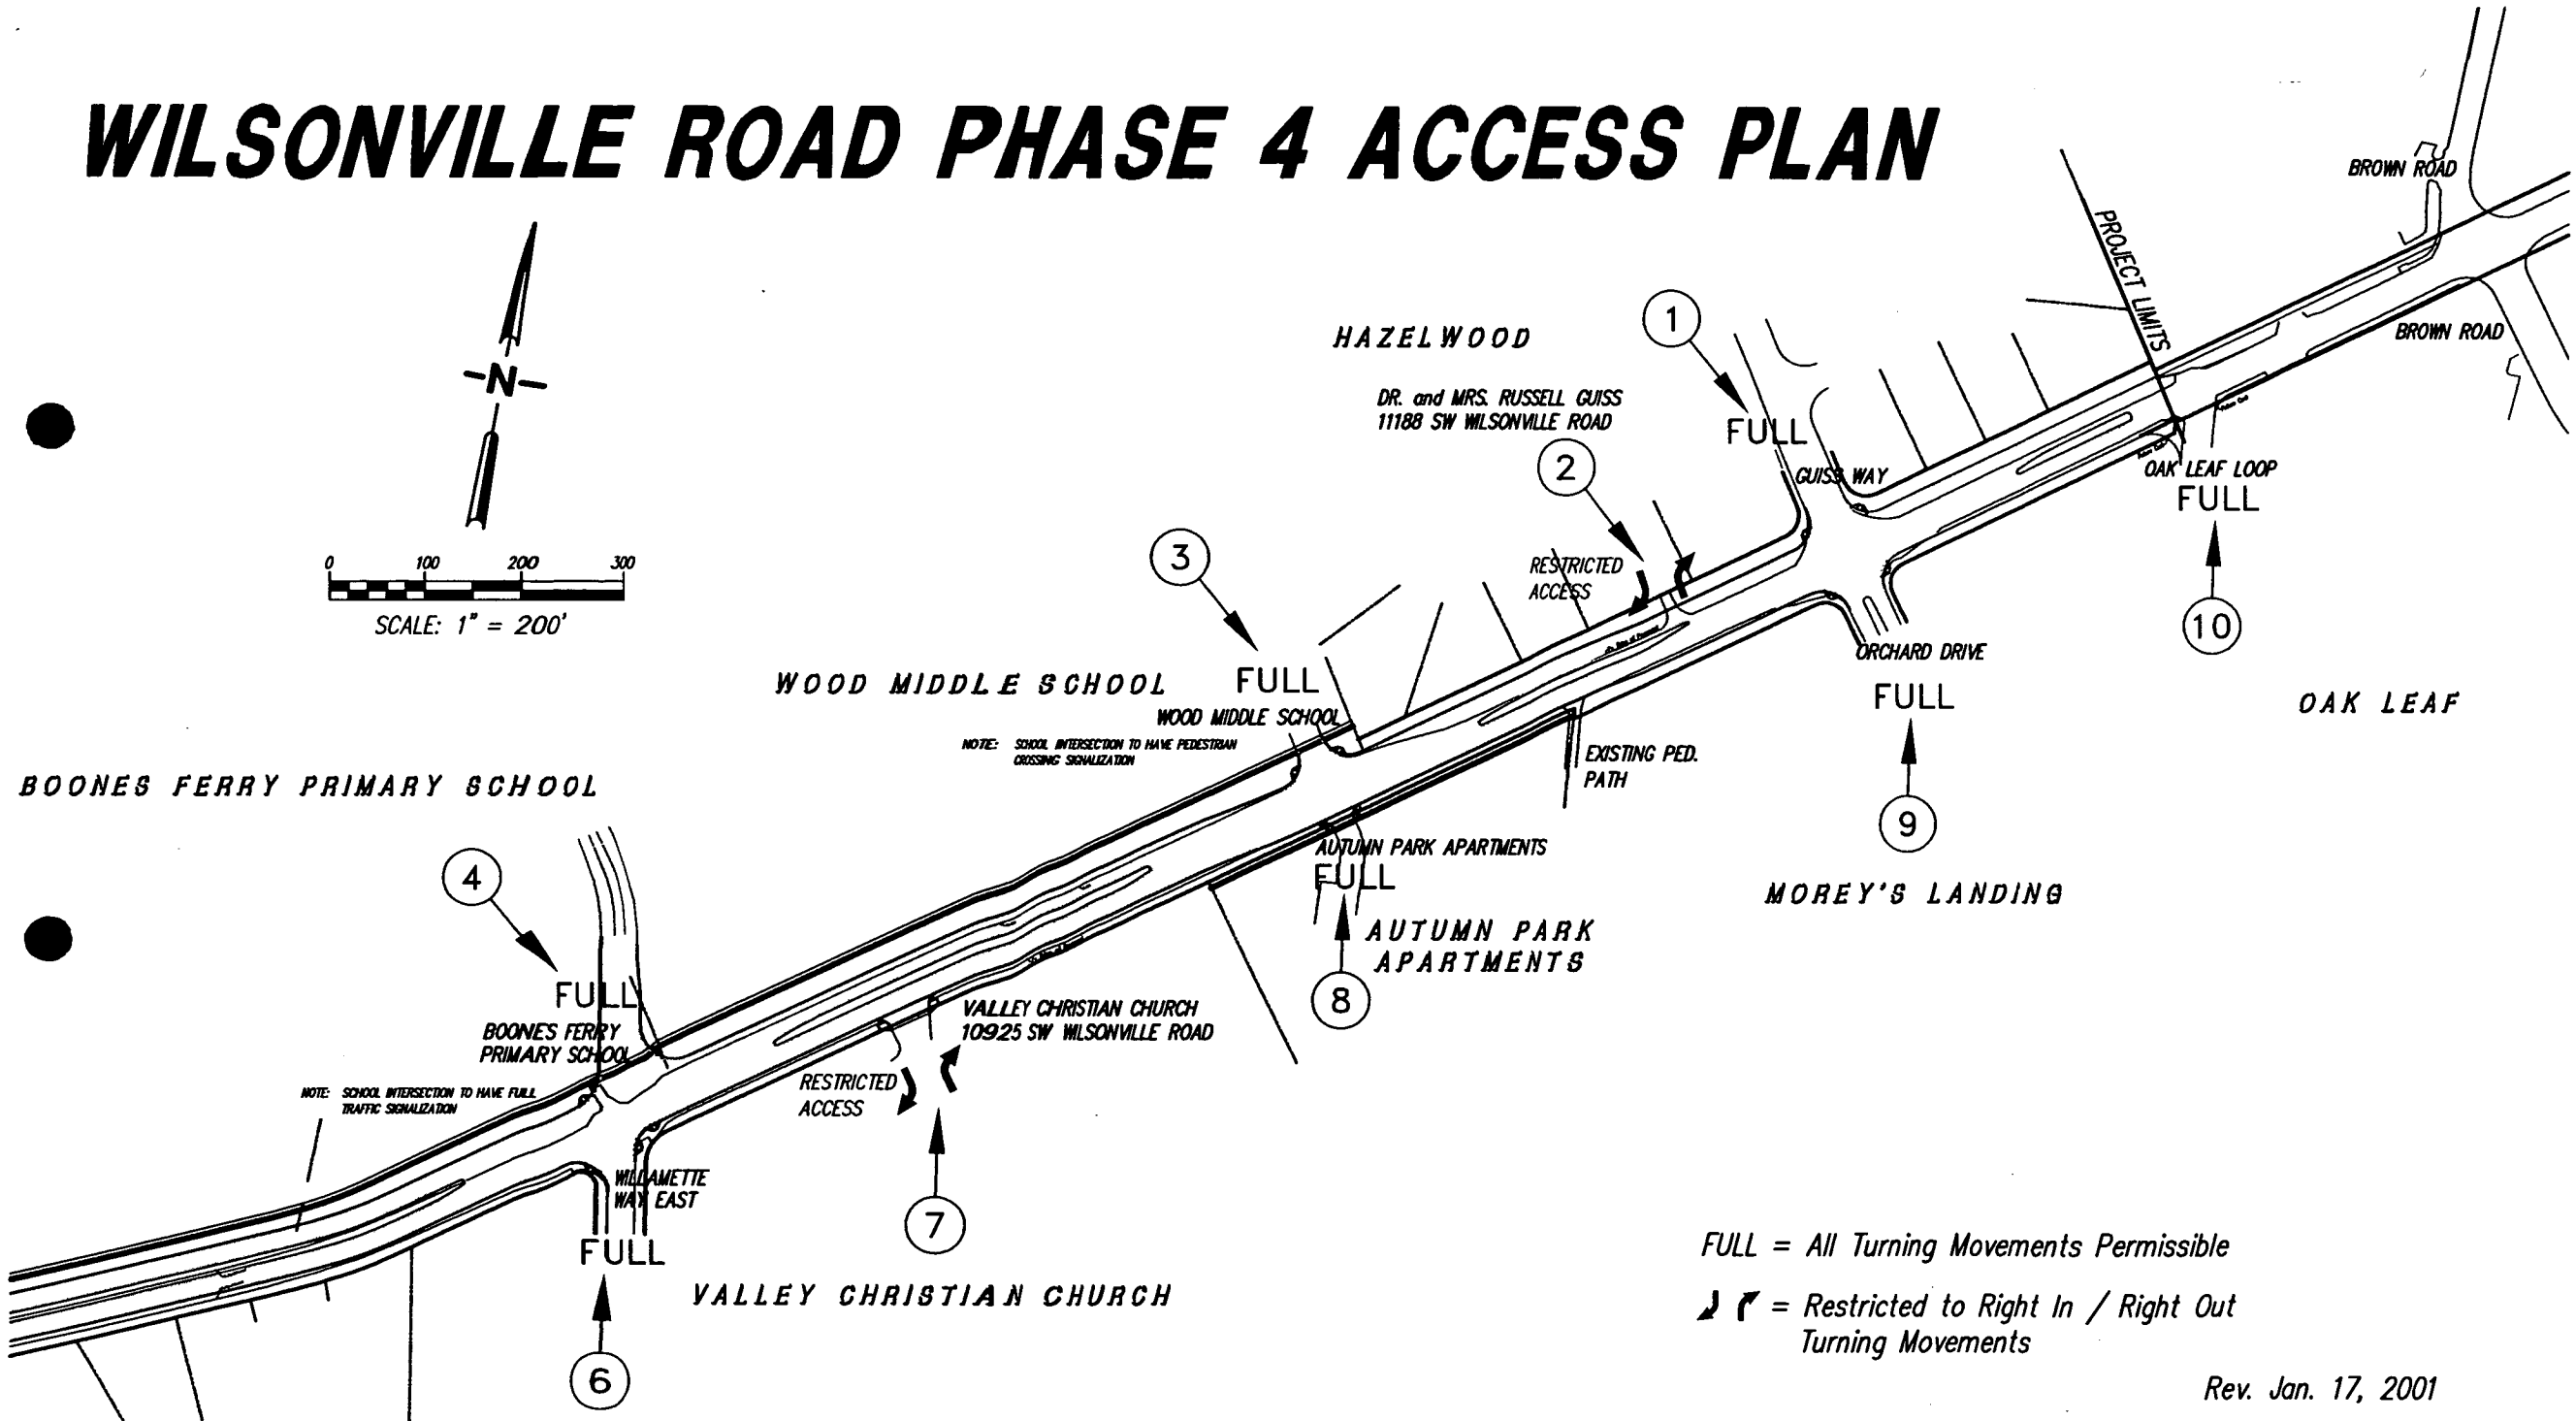 WILSONVILLE ROAD PHASE 4 ACCESS PLAN
-N-
0 100 200 300
SCALE: 1" = 200'
BROWN ROAD
PROJECT LIMITS
BROWN ROAD
HAZELWOOD
1
FULL
GUISS WAY
DR. and MRS. RUSSELL GUISS
11188 SW WILSONVILLE ROAD
2
RESTRICTED
ACCESS
OAK LEAF LOOP
FULL
10
OAK LEAF
3
FULL
WOOD MIDDLE SCHOOL
WOOD MIDDLE SCHOOL
NOTE: SCHOOL INTERSECTION TO HAVE PEDESTRIAN
CROSSING SIGNALIZATION
ORCHARD DRIVE
FULL
9
MOREY'S LANDING
EXISTING PED.
PATH
BOONES FERRY PRIMARY SCHOOL
4
FULL
BOONES FERRY
PRIMARY SCHOOL
NOTE: SCHOOL INTERSECTION TO HAVE FULL
TRAFFIC SIGNALIZATION
AUTUMN PARK APARTMENTS
FULL
8
AUTUMN PARK
APARTMENTS
VALLEY CHRISTIAN CHURCH
10925 SW WILSONVILLE ROAD
RESTRICTED
ACCESS
7
VALLEY CHRISTIAN CHURCH
WILLAMETTE
WAY EAST
FULL
6
FULL = All Turning Movements Permissible
= Restricted to Right In / Right Out
Turning Movements
Rev. Jan. 17, 2001